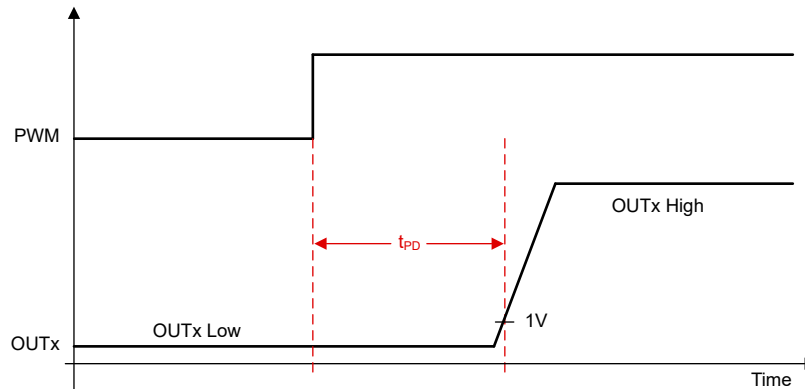 PWM
OUTx High
tPD
1V
OUTx Low
OUTx
Time